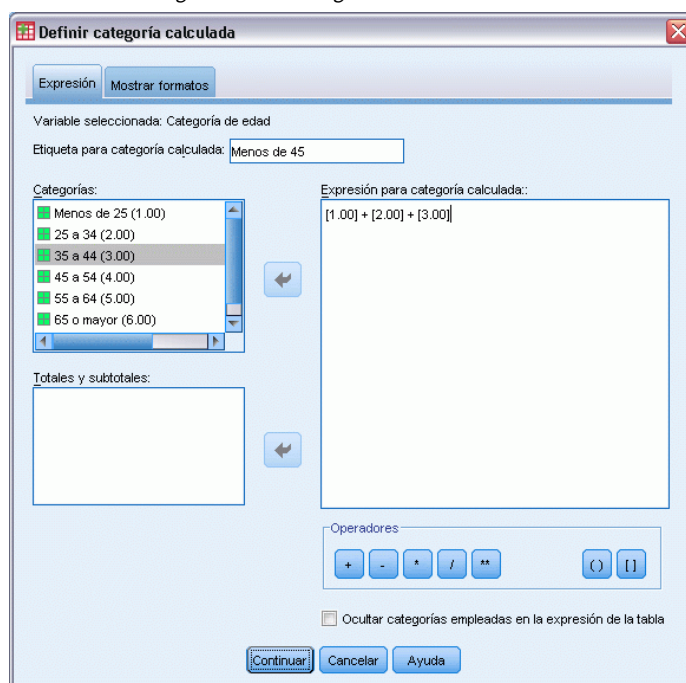 Definir categoría calculada
Expresión
Mostrar formatos
Variable seleccionada: Categoría de edad
Etiqueta para categoría calculada: Menos de 45
Categorías:
Menos de 25 (1.00)
25 a 34 (2.00)
35 a 44 (3.00)
45 a 54 (4.00)
55 a 64 (5.00)
65 o mayor (6.00)
Totales y subtotales:
Expresión para categoría calculada::
[1.00] + [2.00] + [3.00]
Operadores
+ - * / ** () []
Ocultar categorías empleadas en la expresión de la tabla
Continuar Cancelar Ayuda